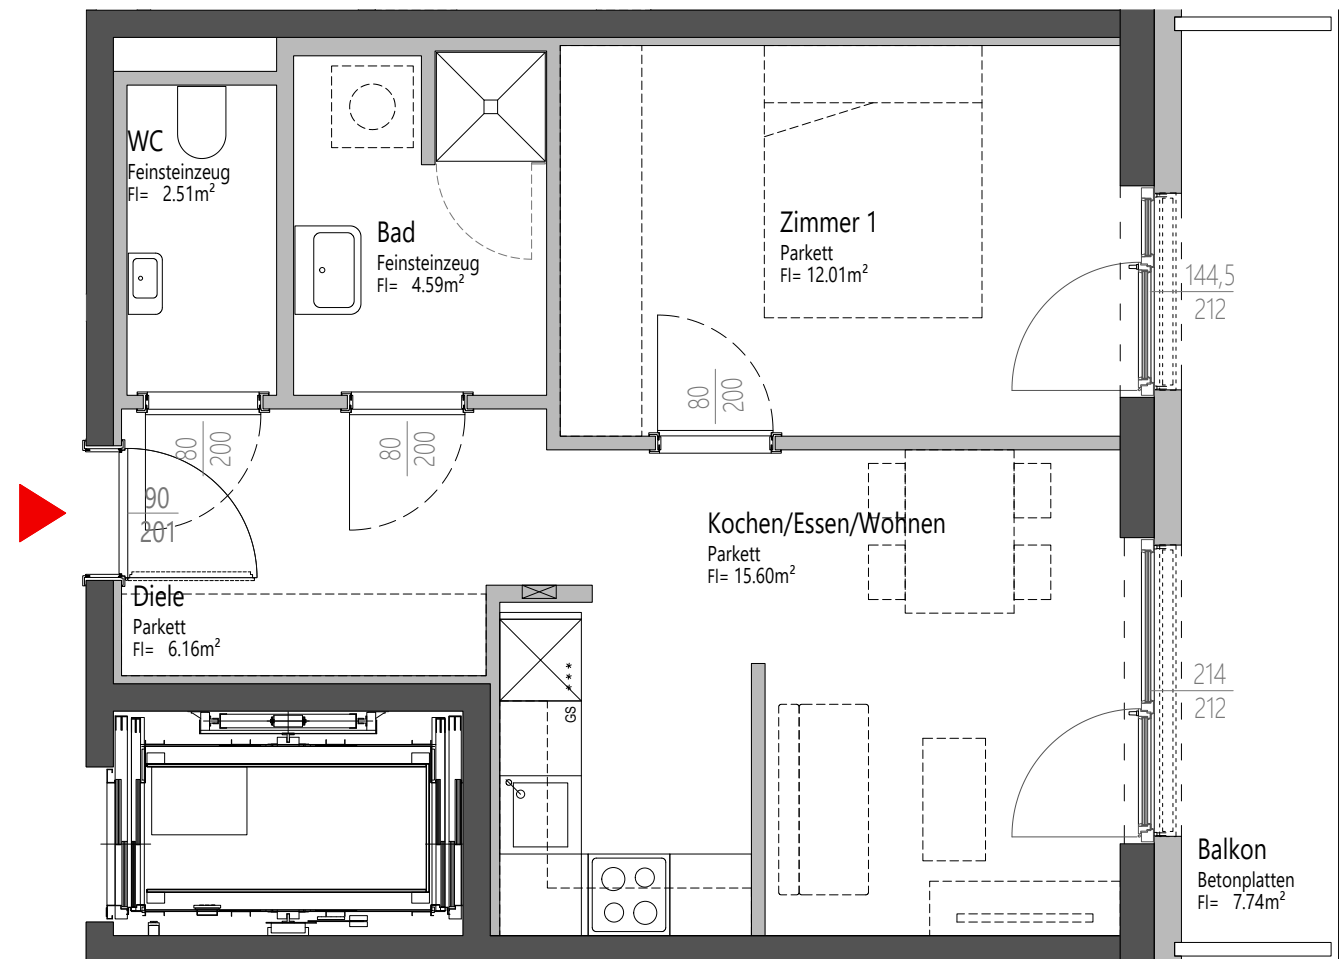 WC
Feinsteinzeug
Fl= 2.51m²
Bad
Feinsteinzeug
Fl= 4.59m²
Zimmer 1
Parkett
Fl= 12.01m²
144,5
212
80
200
80
200
80
200
90
201
Kochen/Essen/Wohnen
Parkett
Fl= 15.60m²
Diele
Parkett
Fl= 6.16m²
***
GS
214
212
Balkon
Betonplatten
Fl= 7.74m²